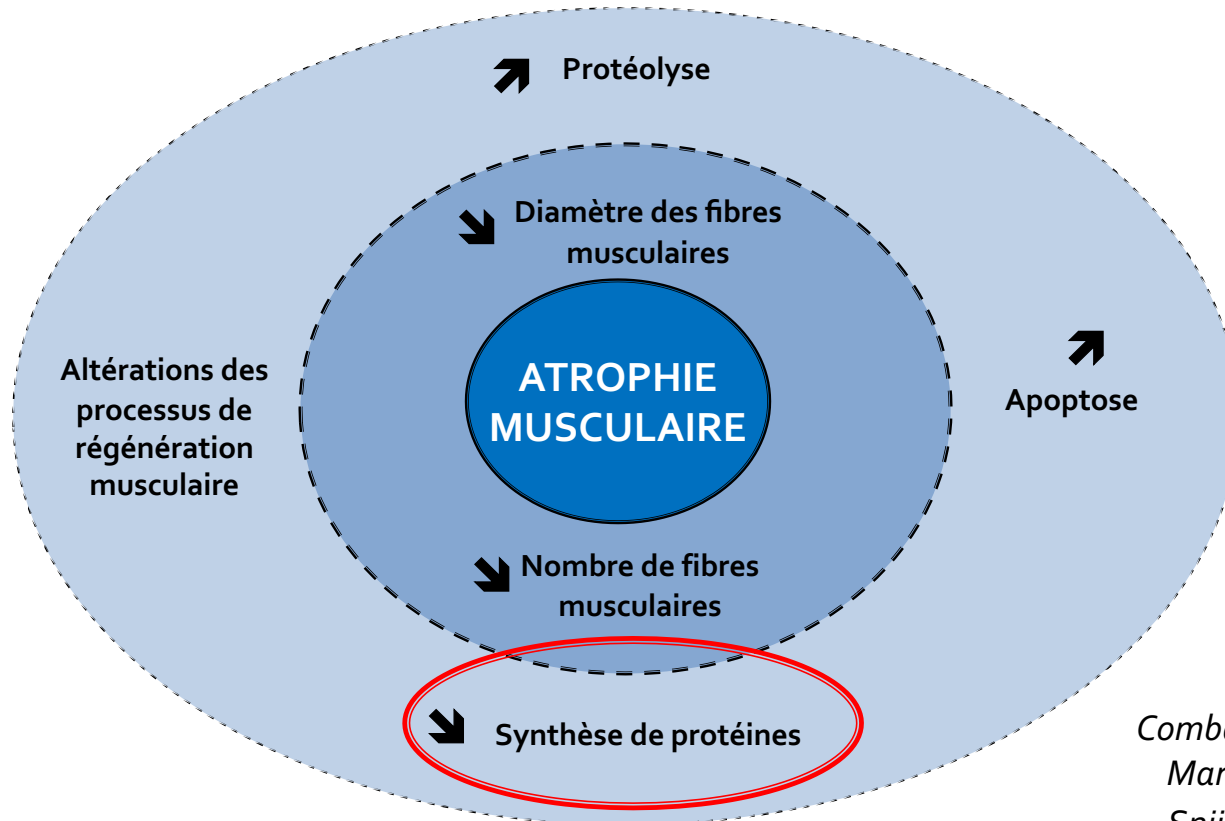 Protéolyse
Diamètre des fibres
musculaires
Altérations des
processus de
régénération
musculaire
ATROPHIE
MUSCULAIRE
Apoptose
Nombre de fibres
musculaires
Synthèse de protéines